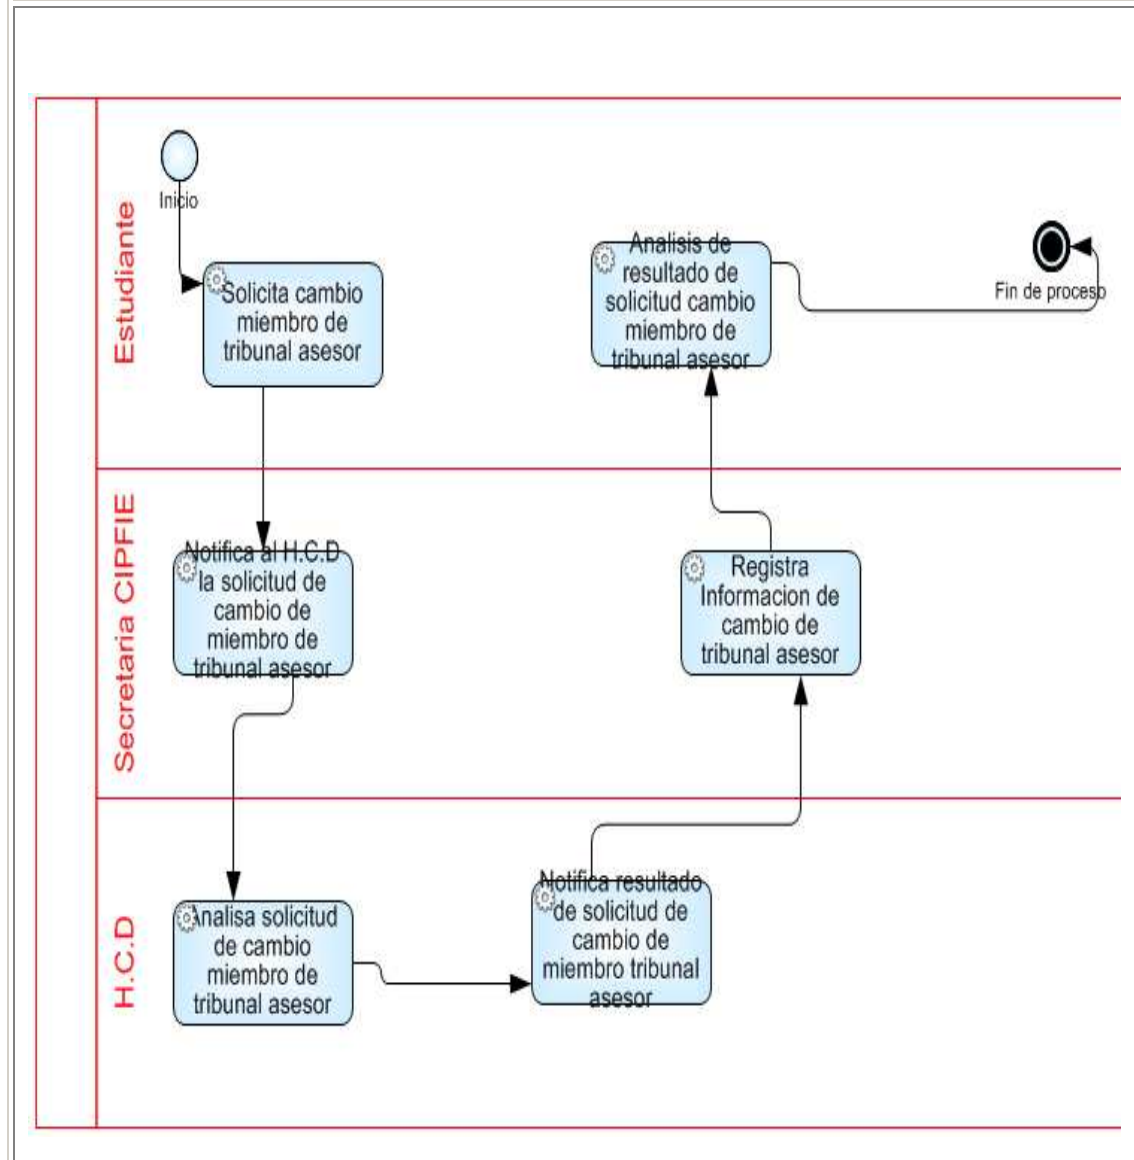 Estudiante
Inicio
Solicita cambio
miembro de
tribunal asesor
Analisis de
resultado de
solicitud cambio
miembro de
tribunal asesor
Fin de proceso
Secretaria CIPFIE
Notifica al H.C.D
la solicitud de
cambio de
miembro de
tribunal asesor
Registra
Informacion de
cambio de
tribunal asesor
H.C.D
Analisa solicitud
de cambio
miembro de
tribunal asesor
Notifica resultado
de solicitud de
cambio de
miembro tribunal
asesor